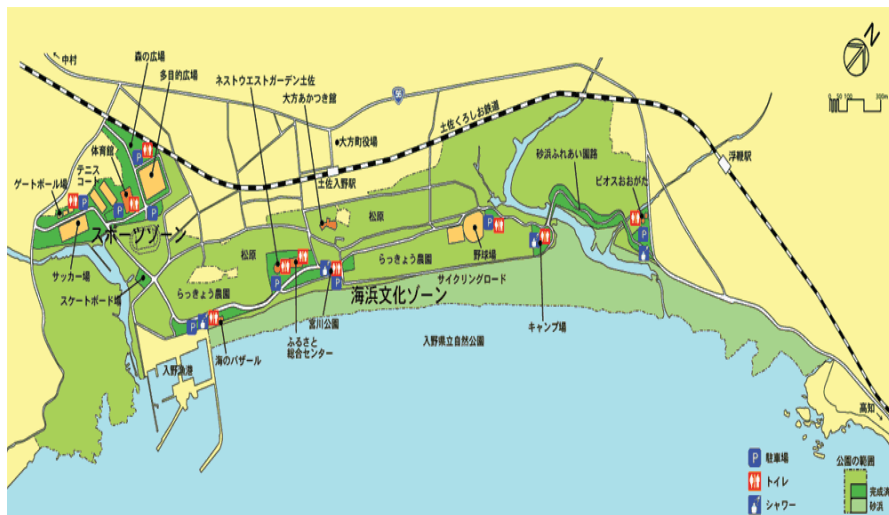 中村
森の広場
多目的広場
ネストウエストガーデン土佐
大方あかつき館
56
N
0 50 100 200m
体育館
テニス
コート
ゲートボール場
大方町役場
土佐くろしお鉄道
土佐入野駅
砂浜ふれあい園路
浮鞭駅
ビオスおおがた
スポーツゾーン
松原
松原
サッカー場
スケートボード場
らっきょう農園
らっきょう農園
野球場
サイクリングロード
海浜文化ゾーン
宮川公園
ふるさと
総合センター
海のバザール
キャンプ場
入野漁港
入野県立自然公園
高知
P 駐車場
トイレ
シャワー
公園の範囲
完成済
砂浜